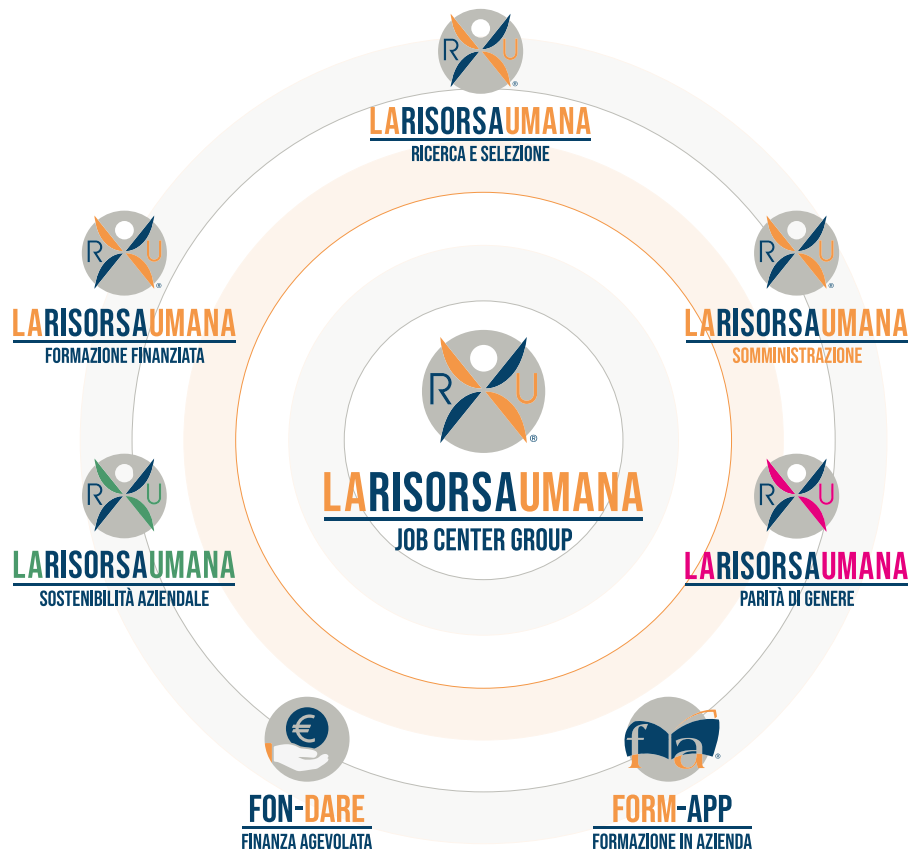 R U
®
LARISORSAUMANA
RICERCA E SELEZIONE
R U
®
LARISORSAUMANA
FORMAZIONE FINANZIATA
R U
®
LARISORSAUMANA
SOMMINISTRAZIONE
R U
®
LARISORSAUMANA
JOB CENTER GROUP
R U
LARISORSAUMANA
SOSTENIBILITÀ AZIENDALE
R U
LARISORSAUMANA
PARITÀ DI GENERE
€
FON-DARE
FINANZA AGEVOLATA
fa
®
FORM-APP
FORMAZIONE IN AZIENDA